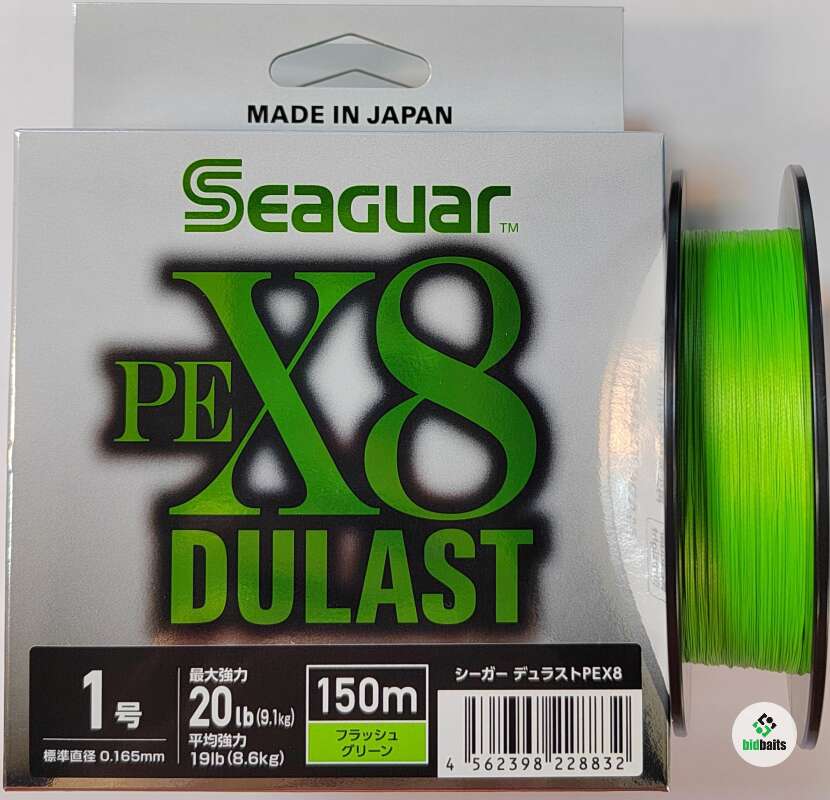 MADE IN JAPAN
SEAGUAR™
PE X8
DULAST
1号
標準直径 0.165mm
最大強力
20lb(9.1kg)
平均強力
19lb(8.6kg)
150m
フラッシュ
グリーン
シーガー デュラストPEX8
4 562398 228832
bidbaits